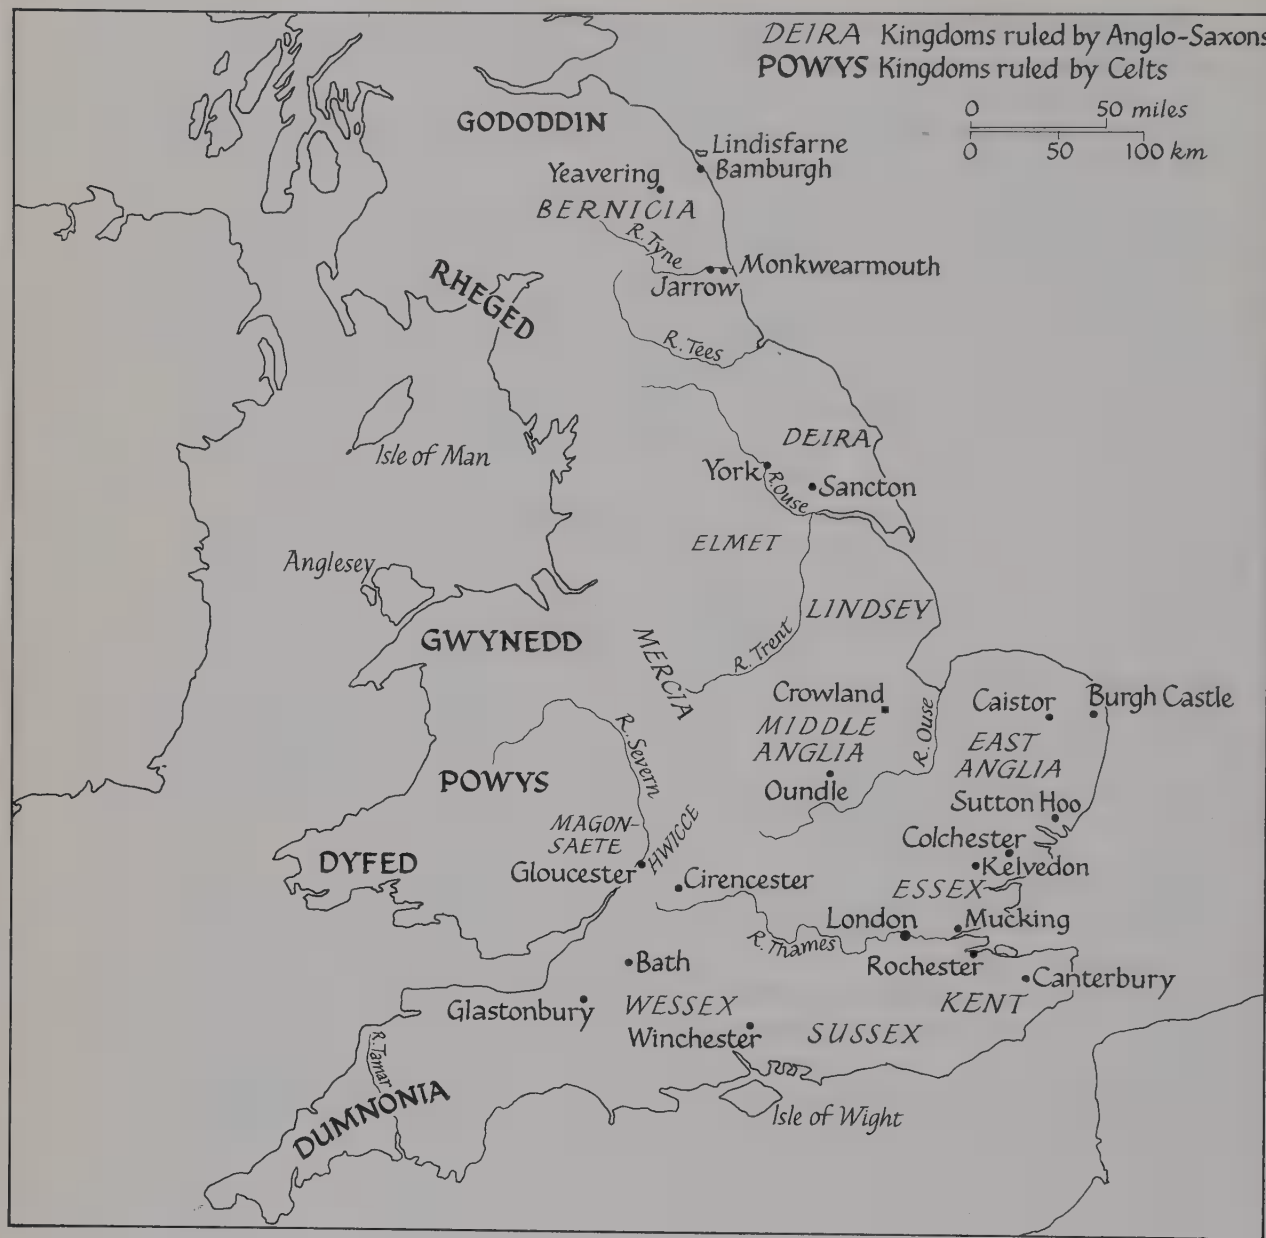 DEIRA Kingdoms ruled by Anglo-Saxons
POWYS Kingdoms ruled by Celts
0 50 miles
0 50 100 km
GODODDIN
Lindisfarne
Bamburgh
Yeavering
BERNICIA
R. Tyne
Monkwearmouth
Jarrow
RHEGED
R. Tees
DEIRA
Isle of Man
York
R. Ouse
Sancton
ELMET
Anglesey
LINDSEY
GWYNEDD
MERCIA
R. Trent
Crowland
Caistor
Burgh Castle
MIDDLE
ANGLIA
R. Ouse
EAST
ANGLIA
R. Severn
POWYS
Oundle
Sutton Hoo
MAGON-
SAETE
HWICCE
Colchester
DYFED
Gloucester
Kelvedon
Cirencester
ESSEX
London
Mucking
R. Thames
Bath
Rochester
Canterbury
Glastonbury
WESSEX
KENT
Winchester
SUSSEX
R. Tamar
DUMNONIA
Isle of Wight